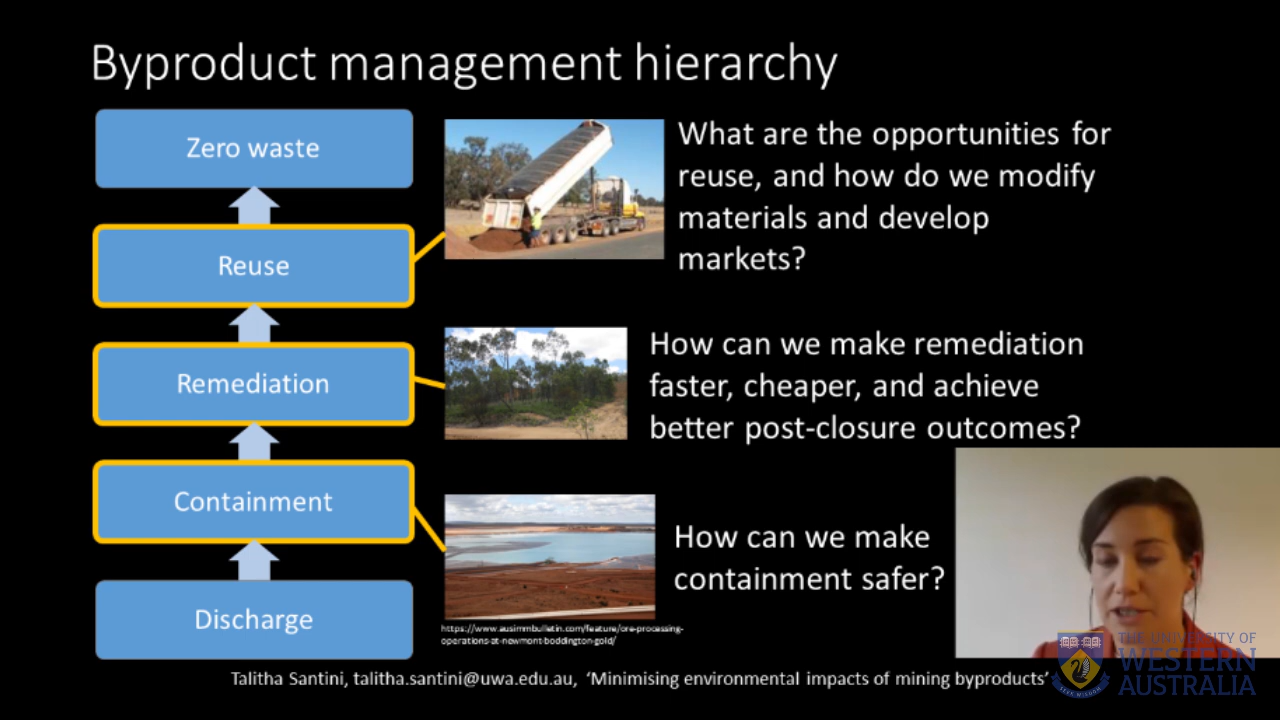 Byproduct management hierarchy
Zero waste
Reuse
Remediation
Containment
Discharge
What are the opportunities for
reuse, and how do we modify
materials and develop
markets?
How can we make remediation
faster, cheaper, and achieve
better post-closure outcomes?
How can we make
containment safer?
https://www.ausimmbulletin.com/feature/ore-processing-
operations-at-newmont-boddington-gold/
Talitha Santini, talitha.santini@uwa.edu.au, ‘Minimising environmental impacts of mining byproducts’
THE UNIVERSITY OF
WESTERN
AUSTRALIA
SEEK WISDOM